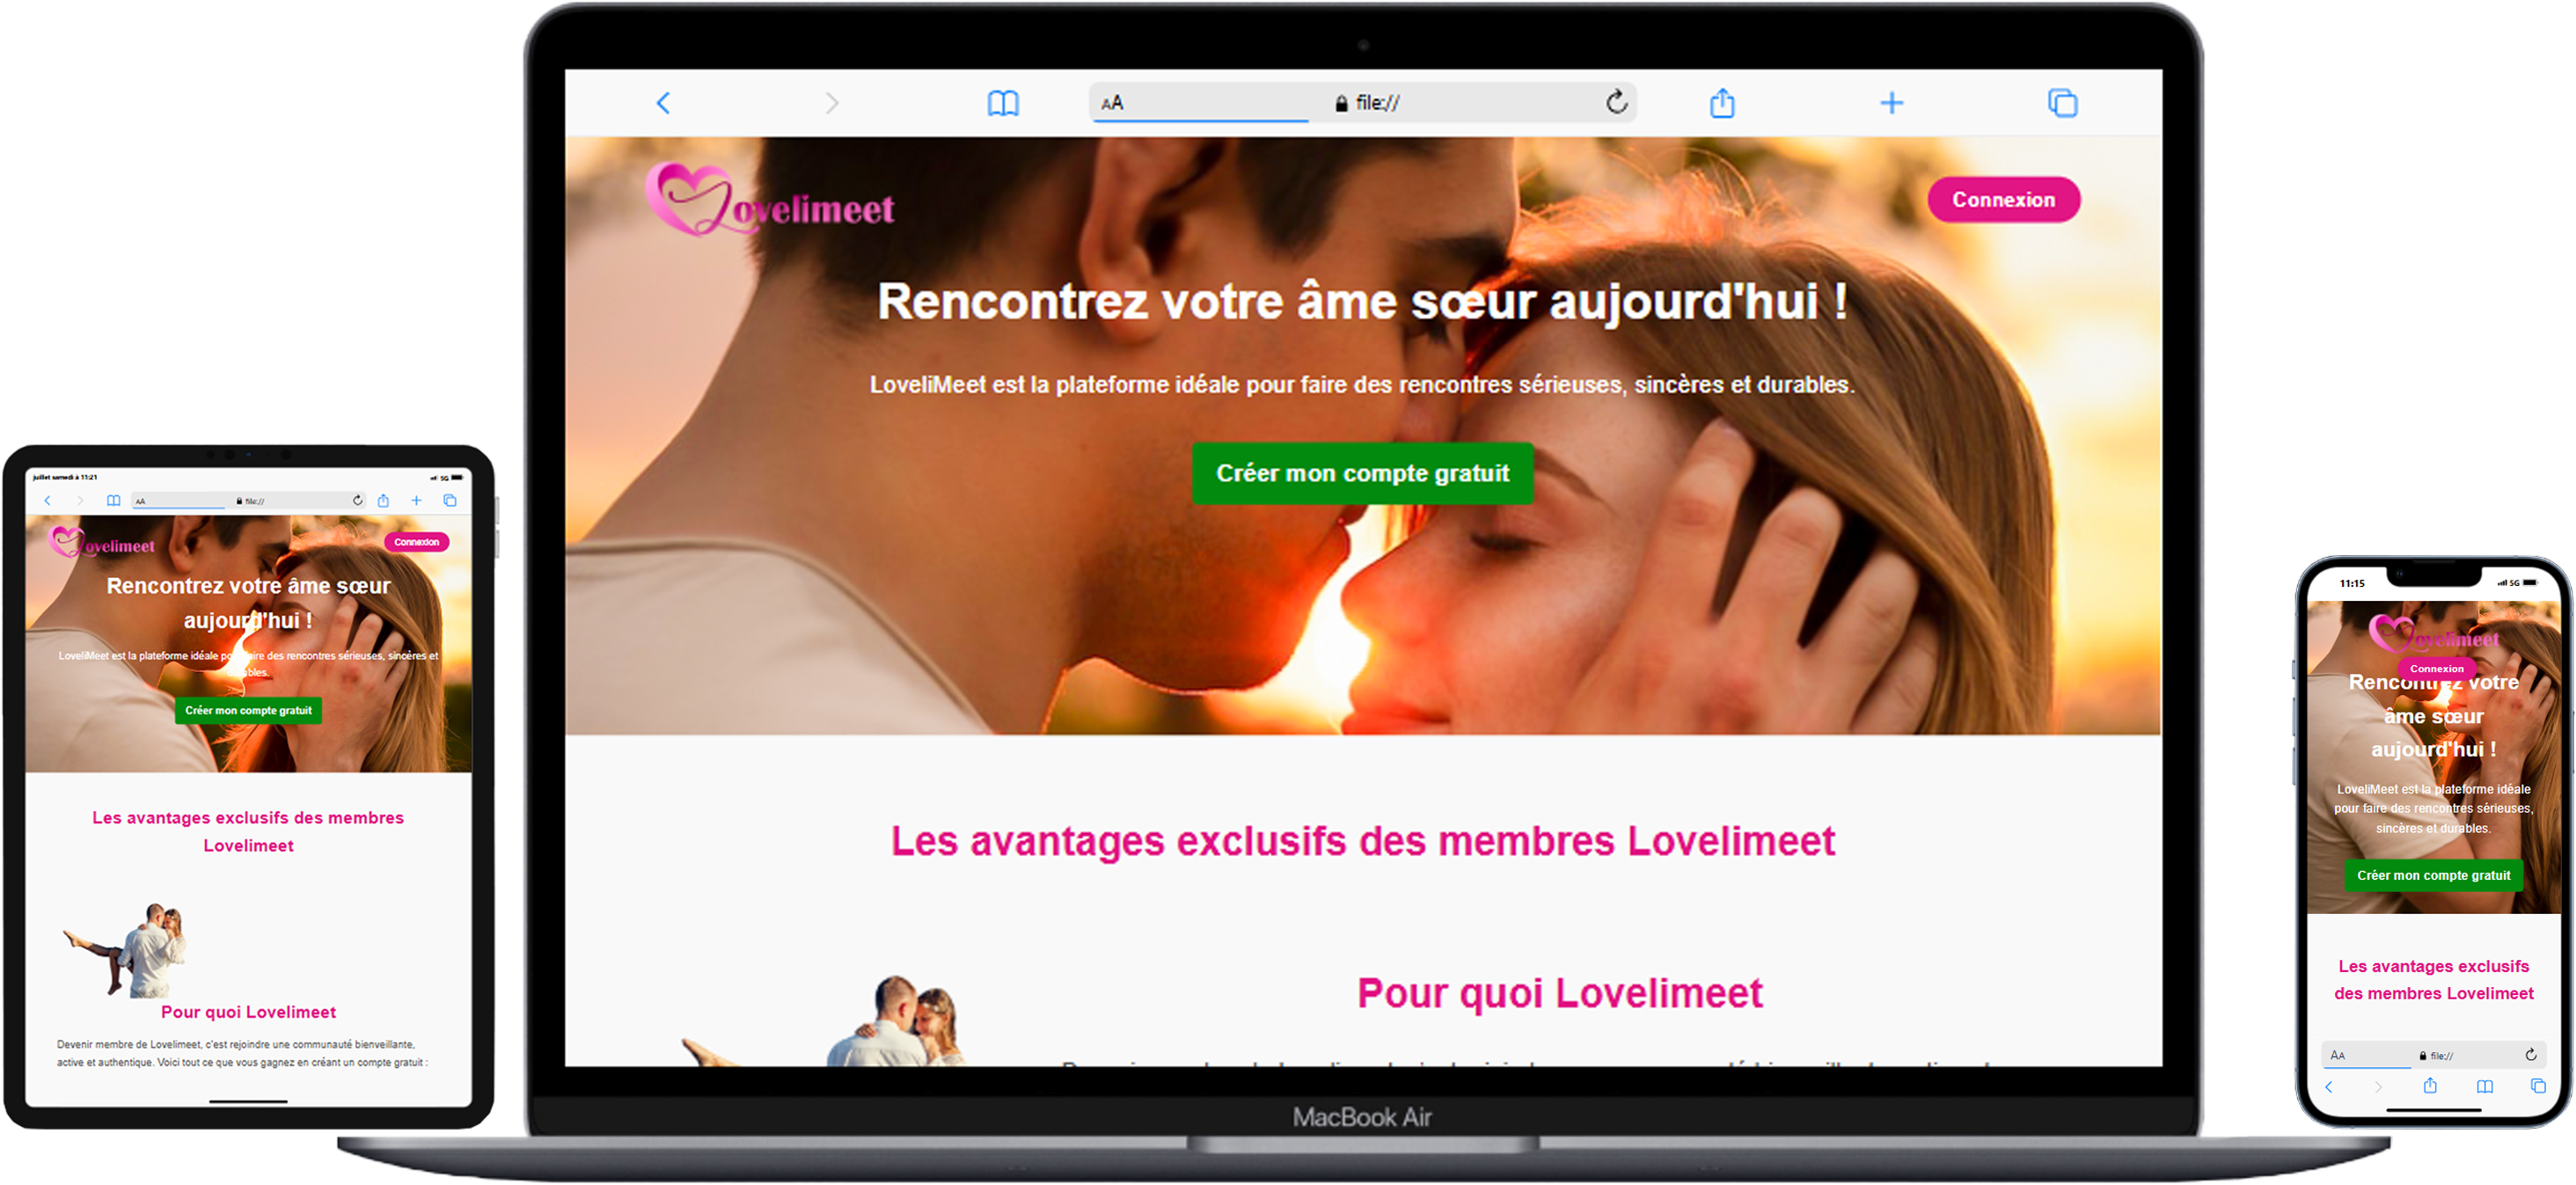 juillet samedi à 11:21
5G
AA
file://
Lovelimeet
Connexion
Rencontrez votre âme sœur
aujourd'hui !
LoveliMeet est la plateforme idéale pour faire des rencontres sérieuses, sincères et
durables.
Créer mon compte gratuit
Les avantages exclusifs des membres
Lovelimeet
Pour quoi Lovelimeet
Devenir membre de Lovelimeet, c'est rejoindre une communauté bienveillante,
active et authentique. Voici tout ce que vous gagnez en créant un compte gratuit :
AA
file://
Lovelimeet
Connexion
Rencontrez votre âme sœur aujourd'hui !
LoveliMeet est la plateforme idéale pour faire des rencontres sérieuses, sincères et durables.
Créer mon compte gratuit
Les avantages exclusifs des membres Lovelimeet
Pour quoi Lovelimeet
MacBook Air
11:15
5G
Lovelimeet
Connexion
Rencontrez votre
âme sœur
aujourd'hui !
LoveliMeet est la plateforme idéale
pour faire des rencontres sérieuses,
sincères et durables.
Créer mon compte gratuit
Les avantages exclusifs
des membres Lovelimeet
AA
file://